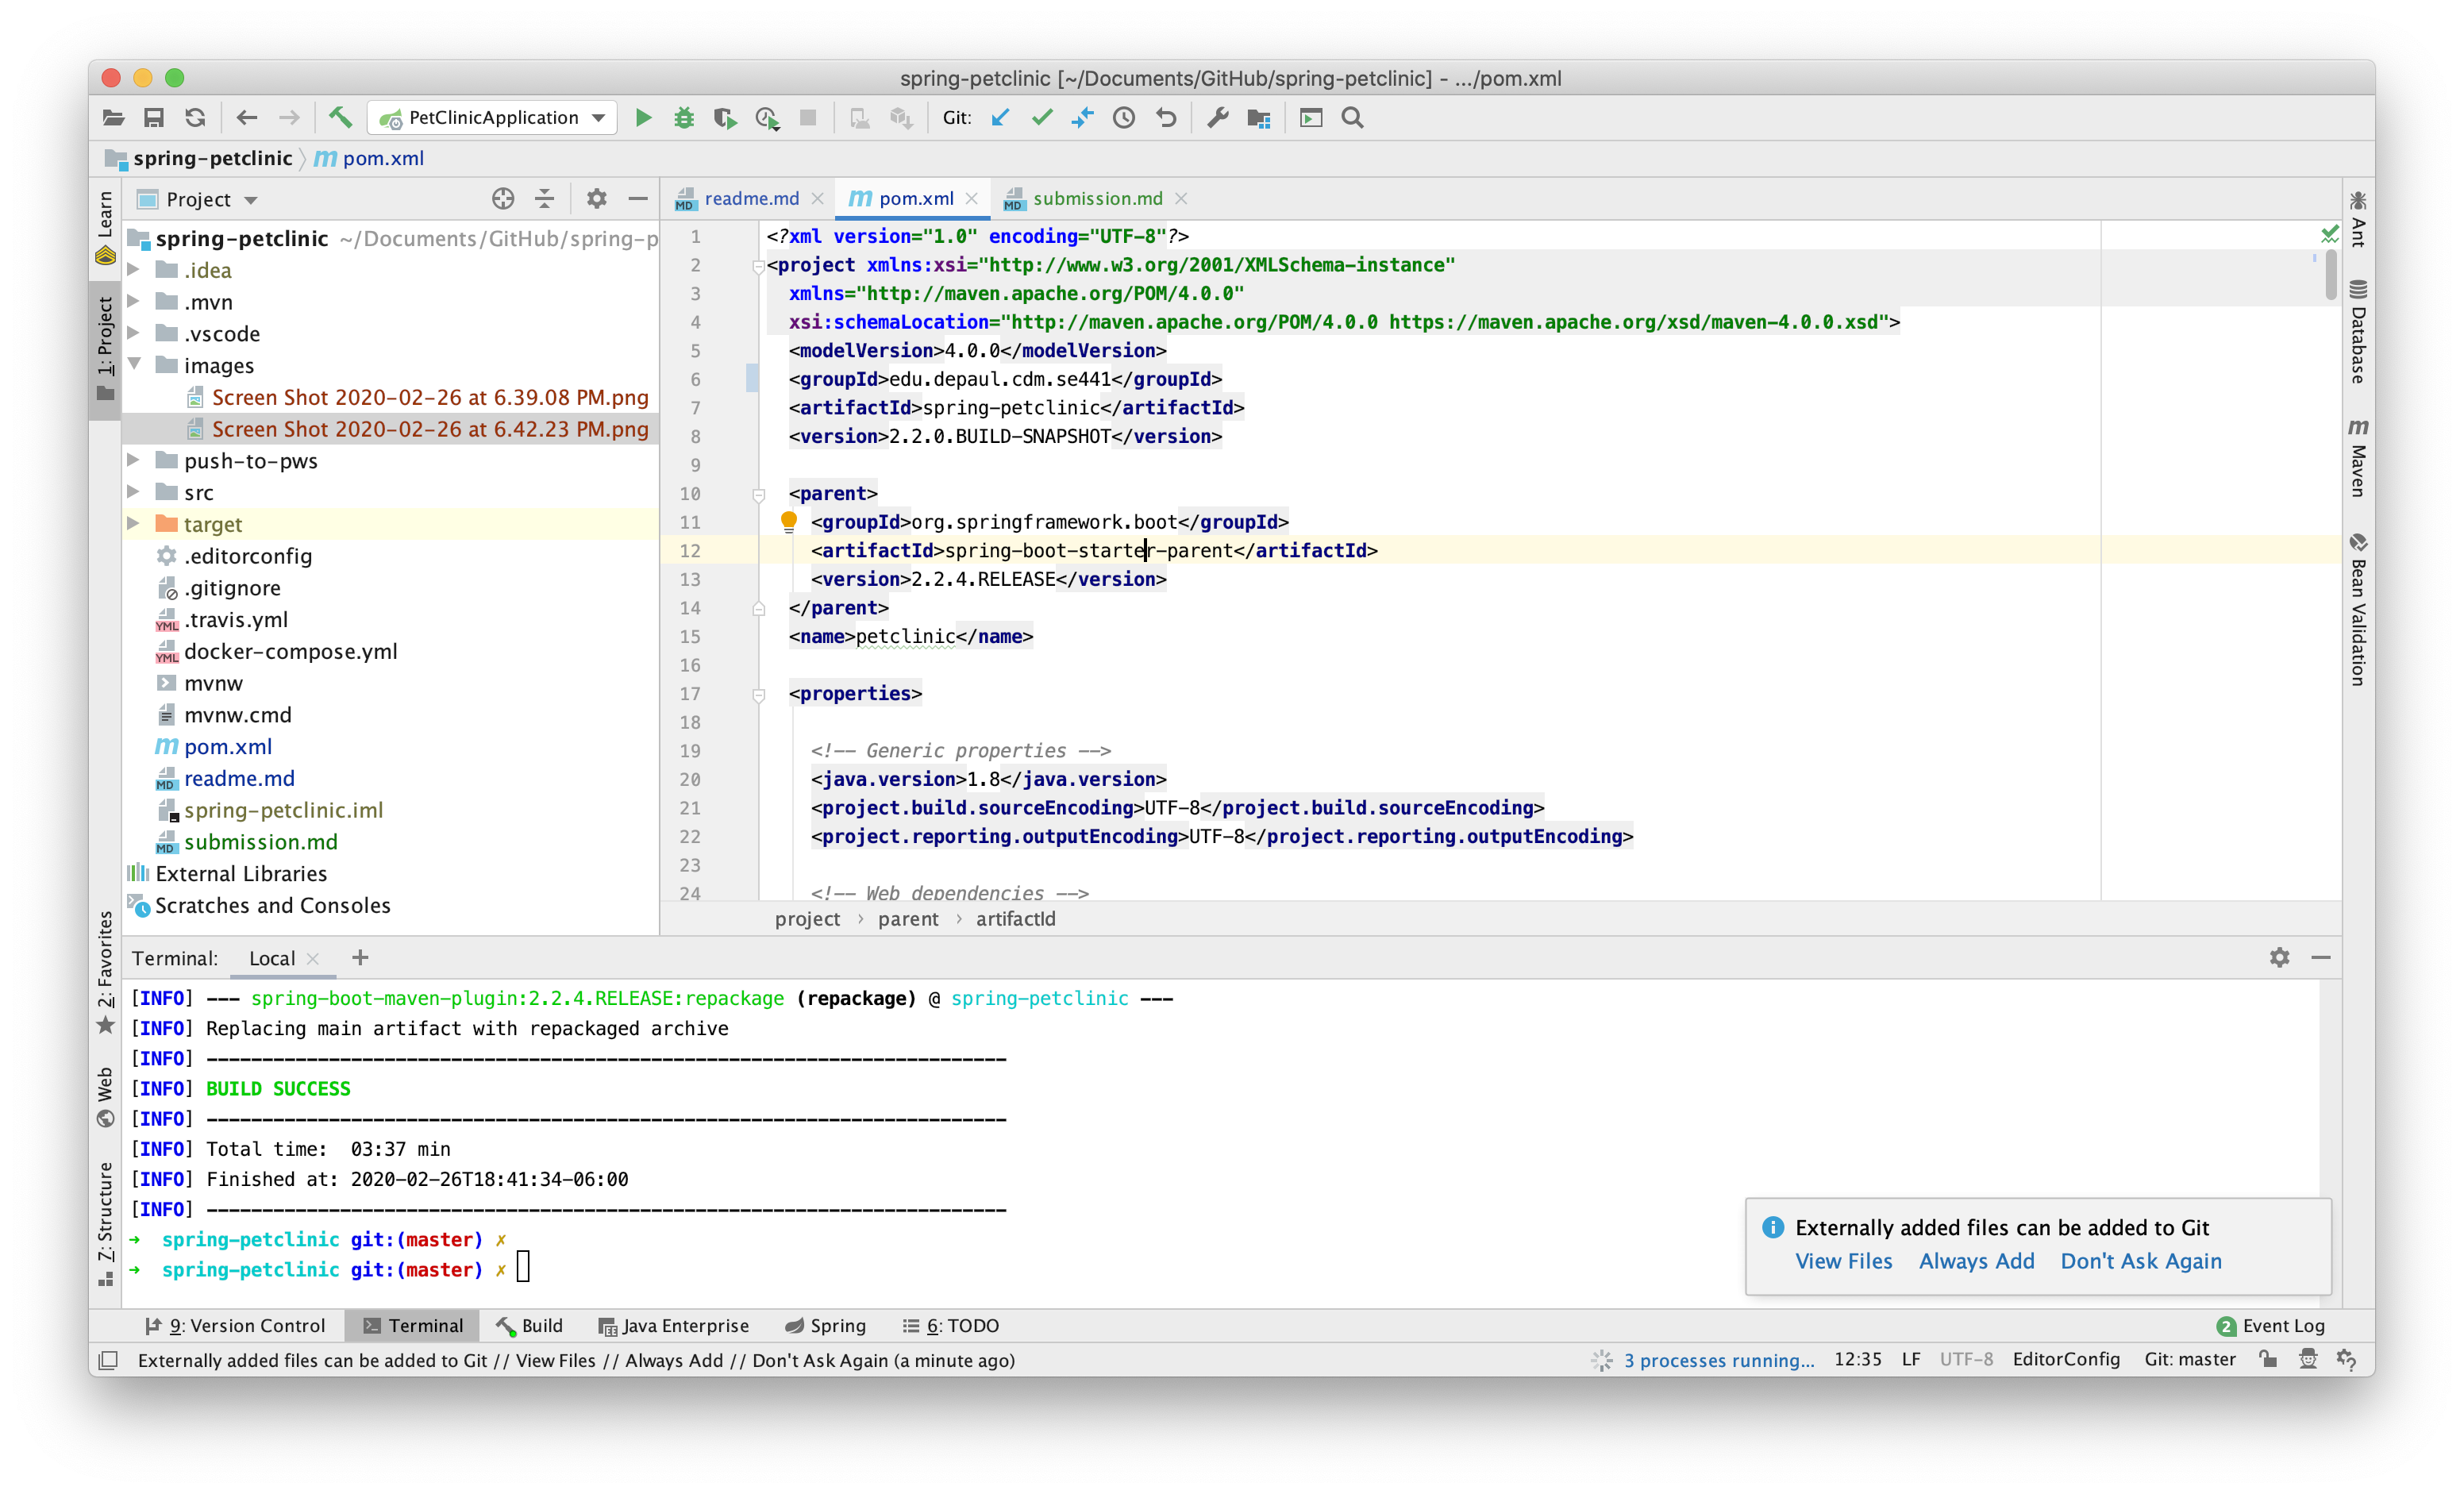 spring-petclinic [~/Documents/GitHub/spring-petclinic] - .../pom.xml
PetClinicApplication
Git:
spring-petclinic
pom.xml
Learn
1: Project
2: Favorites
Web
7: Structure
Project
spring-petclinic ~/Documents/GitHub/spring-p
.idea
.mvn
.vscode
images
Screen Shot 2020-02-26 at 6.39.08 PM.png
Screen Shot 2020-02-26 at 6.42.23 PM.png
push-to-pws
src
target
.editorconfig
.gitignore
.travis.yml
docker-compose.yml
mvnw
mvnw.cmd
pom.xml
readme.md
spring-petclinic.iml
submission.md
External Libraries
Scratches and Consoles
readme.md
pom.xml
submission.md
1 <?xml version="1.0" encoding="UTF-8"?>
2 <project xmlns:xsi="http://www.w3.org/2001/XMLSchema-instance"
3 xmlns="http://maven.apache.org/POM/4.0.0"
4 xsi:schemaLocation="http://maven.apache.org/POM/4.0.0 https://maven.apache.org/xsd/maven-4.0.0.xsd">
5 <modelVersion>4.0.0</modelVersion>
6 <groupId>edu.depaul.cdm.se441</groupId>
7 <artifactId>spring-petclinic</artifactId>
8 <version>2.2.0.BUILD-SNAPSHOT</version>
9
10 <parent>
11 <groupId>org.springframework.boot</groupId>
12 <artifactId>spring-boot-starter-parent</artifactId>
13 <version>2.2.4.RELEASE</version>
14 </parent>
15 <name>petclinic</name>
16
17 <properties>
18
19 <!-- Generic properties -->
20 <java.version>1.8</java.version>
21 <project.build.sourceEncoding>UTF-8</project.build.sourceEncoding>
22 <project.reporting.outputEncoding>UTF-8</project.reporting.outputEncoding>
23
24 <!-- Web dependencies -->
project › parent › artifactId
Ant
Database
Maven
Bean Validation
Terminal: Local
[INFO] --- spring-boot-maven-plugin:2.2.4.RELEASE:repackage (repackage) @ spring-petclinic ---
[INFO] Replacing main artifact with repackaged archive
[INFO] ------------------------------------------------------------------------
[INFO] BUILD SUCCESS
[INFO] ------------------------------------------------------------------------
[INFO] Total time:  03:37 min
[INFO] Finished at: 2020-02-26T18:41:34-06:00
[INFO] ------------------------------------------------------------------------
➜ spring-petclinic git:(master) ✗
➜ spring-petclinic git:(master) ✗
Externally added files can be added to Git
View Files Always Add Don't Ask Again
9: Version Control
Terminal
Build
Java Enterprise
Spring
6: TODO
2 Event Log
Externally added files can be added to Git // View Files // Always Add // Don't Ask Again (a minute ago)
3 processes running...
12:35
LF
UTF-8
EditorConfig
Git: master